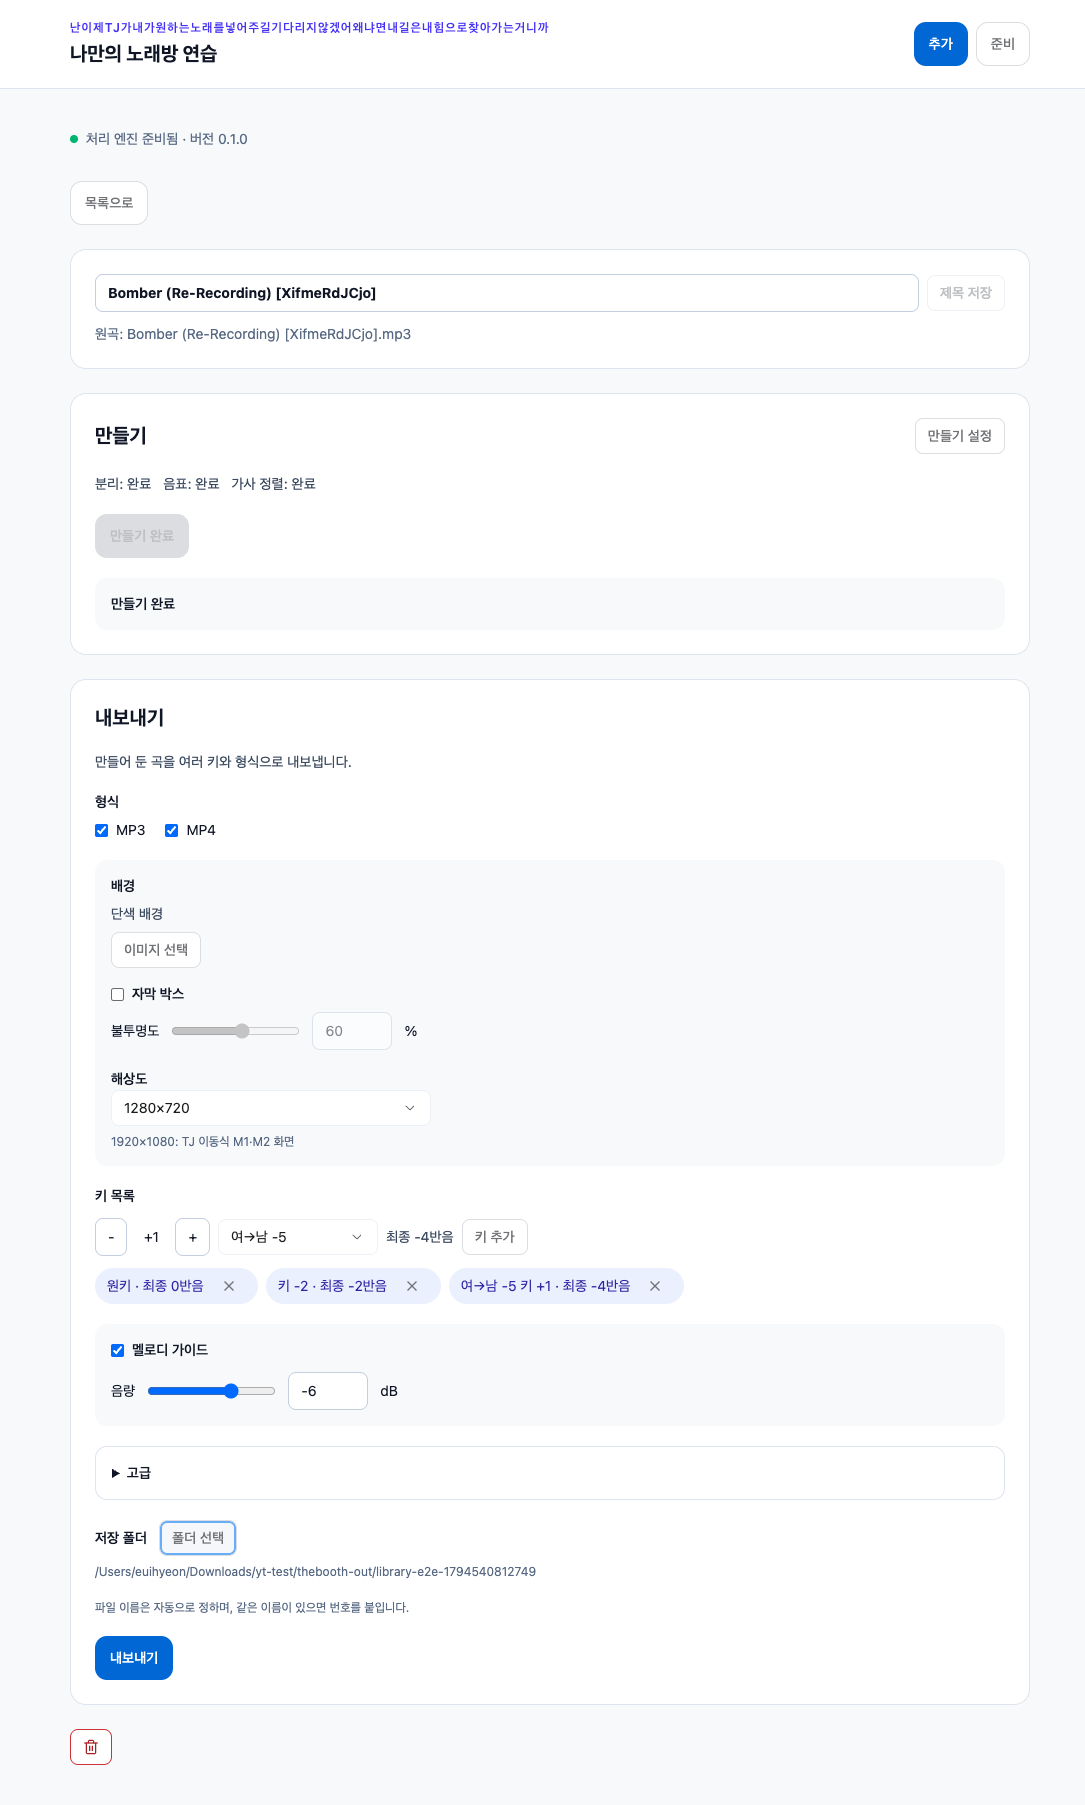 난이제TJ가내가원하는노래를넣어주길기다리지않겠어왜냐면내길은내힘으로찾아가는거니까
나만의 노래방 연습
추가
준비
처리 엔진 준비됨 · 버전 0.1.0
목록으로
Bomber (Re-Recording) [XifmeRdJCjo]
제목 저장
원곡: Bomber (Re-Recording) [XifmeRdJCjo].mp3
만들기
만들기 설정
분리: 완료 음표: 완료 가사 정렬: 완료
만들기 완료
만들기 완료
내보내기
만들어 둔 곡을 여러 키와 형식으로 내보냅니다.
형식
MP3 MP4
배경
단색 배경
이미지 선택
자막 박스
불투명도 60 %
해상도
1280×720
1920×1080: TJ 이동식 M1·M2 화면
키 목록
- +1 + 여→남 -5 최종 -4반음 키 추가
원키 · 최종 0반음 키 -2 · 최종 -2반음 여→남 -5 키 +1 · 최종 -4반음
멜로디 가이드
음량 -6 dB
고급
저장 폴더 폴더 선택
/Users/euihyeon/Downloads/yt-test/thebooth-out/library-e2e-1794540812749
파일 이름은 자동으로 정하며, 같은 이름이 있으면 번호를 붙입니다.
내보내기